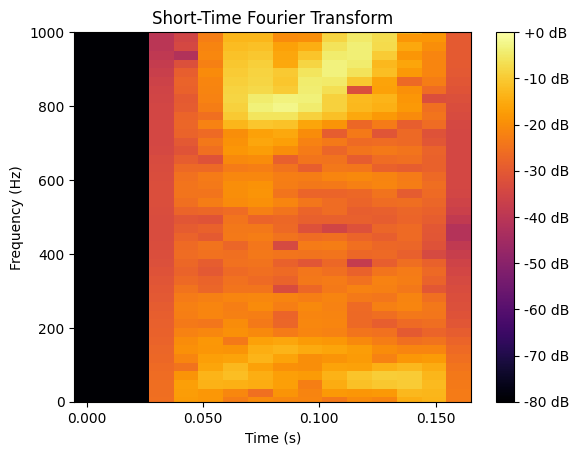 Short-Time Fourier Transform
1000
800
600
400
200
0
Frequency (Hz)
0.000
0.050
0.100
0.150
Time (s)
+0 dB
-10 dB
-20 dB
-30 dB
-40 dB
-50 dB
-60 dB
-70 dB
-80 dB